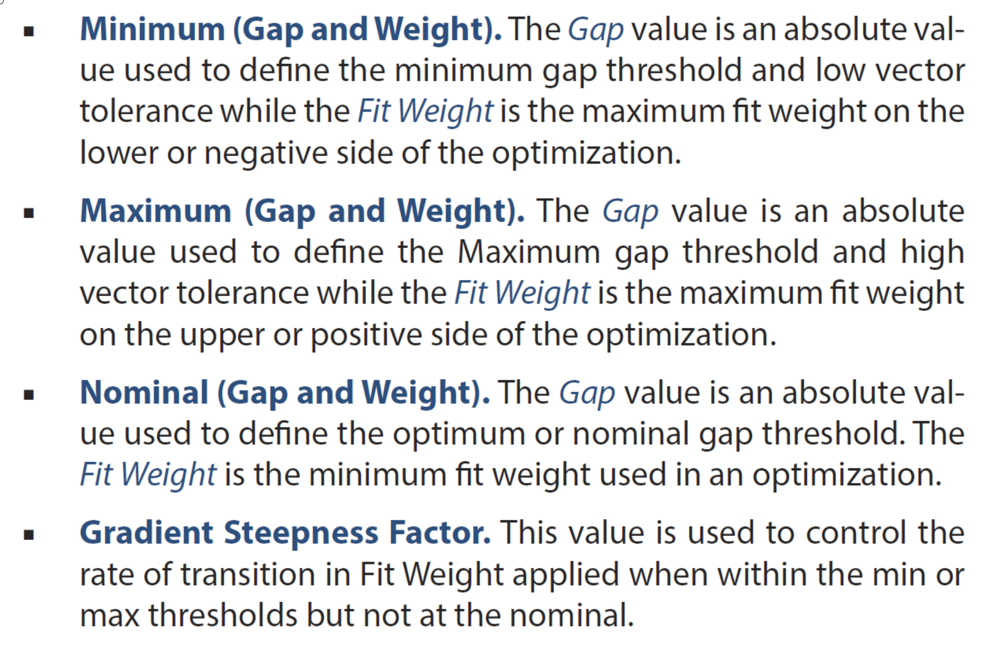 ▪ Minimum (Gap and Weight). The Gap value is an absolute val-
ue used to define the minimum gap threshold and low vector
tolerance while the Fit Weight is the maximum fit weight on the
lower or negative side of the optimization.
▪ Maximum (Gap and Weight). The Gap value is an absolute
value used to define the Maximum gap threshold and high
vector tolerance while the Fit Weight is the maximum fit weight
on the upper or positive side of the optimization.
▪ Nominal (Gap and Weight). The Gap value is an absolute val-
ue used to define the optimum or nominal gap threshold. The
Fit Weight is the minimum fit weight used in an optimization.
▪ Gradient Steepness Factor. This value is used to control the
rate of transition in Fit Weight applied when within the min or
max thresholds but not at the nominal.